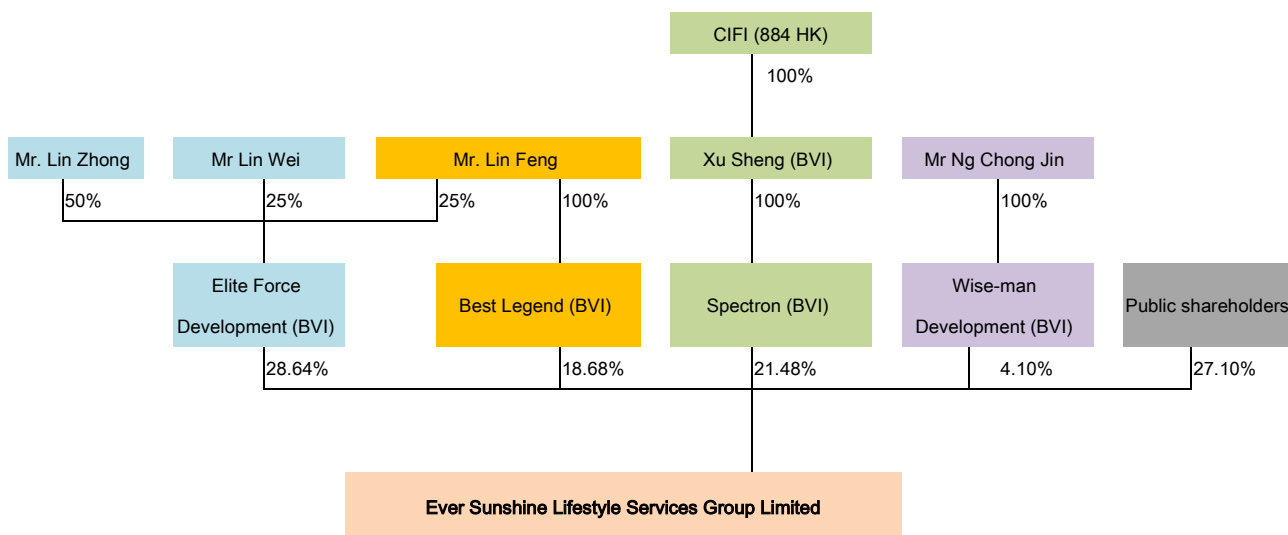 CIFI (884 HK)
100%
Mr. Lin Zhong
Mr Lin Wei
Mr. Lin Feng
Xu Sheng (BVI)
Mr Ng Chong Jin
50%
25%
25%
100%
100%
100%
Elite Force
Development (BVI)
Best Legend (BVI)
Spectron (BVI)
Wise-man
Development (BVI)
Public shareholders
28.64%
18.68%
21.48%
4.10%
27.10%
Ever Sunshine Lifestyle Services Group Limited